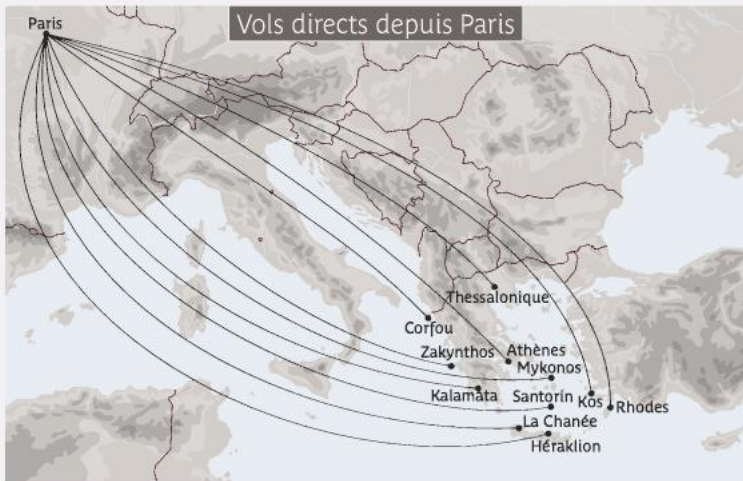 Vols directs depuis Paris
Paris
Thessalonique
Corfou
Zakynthos
Athènes
Mykonos
Kalamata
Santorin
Kos
Rhodes
La Chanée
Héraklion